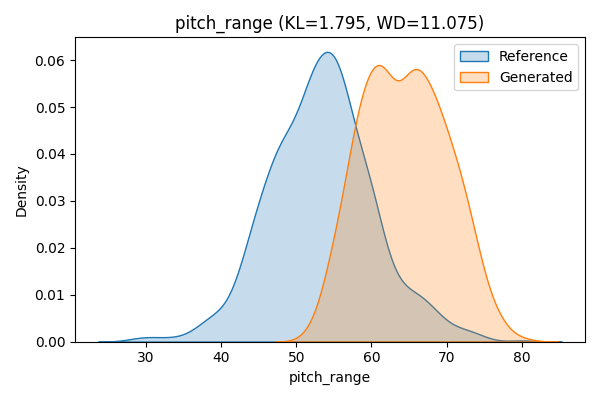 pitch_range (KL=1.795, WD=11.075)
Reference
Generated
Density
0.06
0.05
0.04
0.03
0.02
0.01
0.00
30 40 50 60 70 80
pitch_range